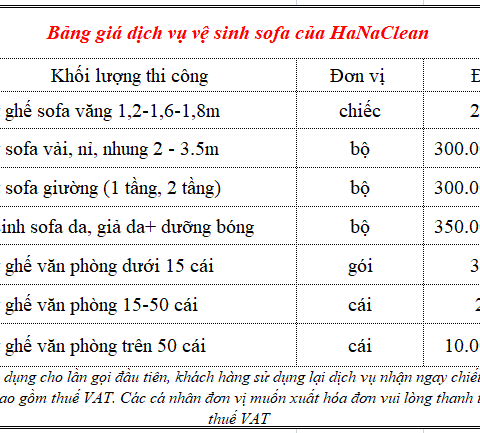 Bảng giá dịch vụ vệ sinh sofa của HaNaClean
Khối lượng thi công Đơn vị Đ
ghế sofa văng 1,2-1,6-1,8m chiếc 2
sofa vải, nỉ, nhung 2 - 3.5m bộ 300.0
sofa giường (1 tầng, 2 tầng) bộ 300.0
inh sofa da, giả da+ dưỡng bóng bộ 350.0
ghế văn phòng dưới 15 cái gói 3
ghế văn phòng 15-50 cái cái 2
ghế văn phòng trên 50 cái cái 10.00
dụng cho lần gọi đầu tiên, khách hàng sử dụng lại dịch vụ nhận ngay chiế
ao gồm thuế VAT. Các cá nhân đơn vị muốn xuất hóa đơn vui lòng thanh t
thuế VAT